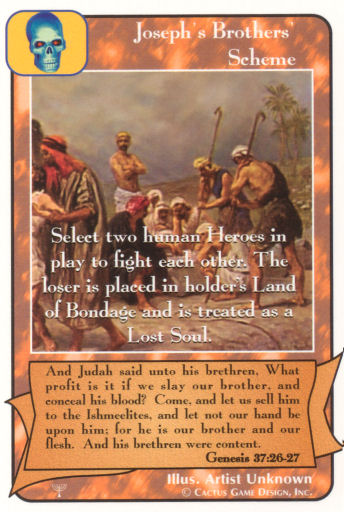 Joseph's Brothers'
Scheme
Select two human Heroes in
play to fight each other. The
loser is placed in holder's Land
of Bondage and is treated as a
Lost Soul.
And Judah said unto his brethren, What
profit is it if we slay our brother, and
conceal his blood? Come, and let us sell him
to the Ishmeelites, and let not our hand be
upon him; for he is our brother and our
flesh. And his brethren were content.
Genesis 37:26-27
Illus. Artist Unknown
© CACTUS GAME DESIGN, INC.